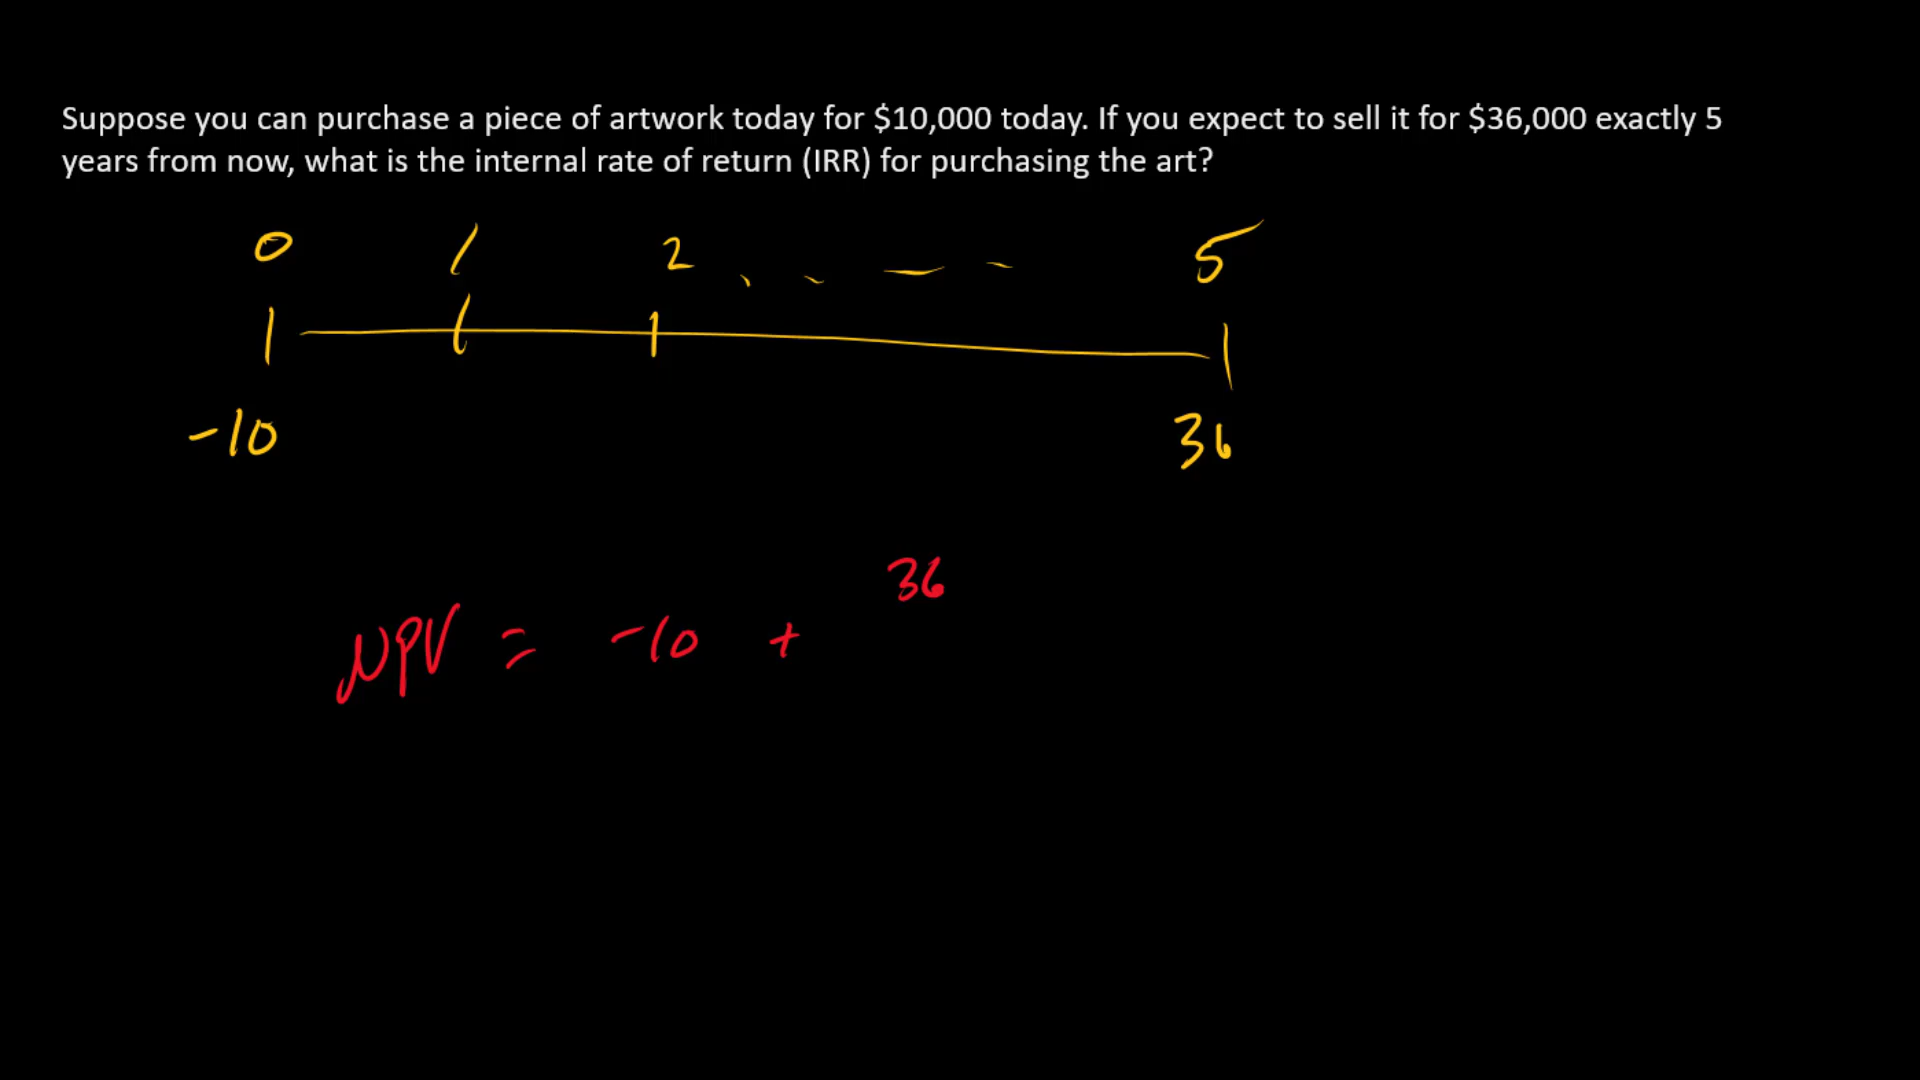 Suppose you can purchase a piece of artwork today for $10,000 today. If you expect to sell it for $36,000 exactly 5
years from now, what is the internal rate of return (IRR) for purchasing the art?
0 1 2 5
-10 36
36
NPV = -10 +